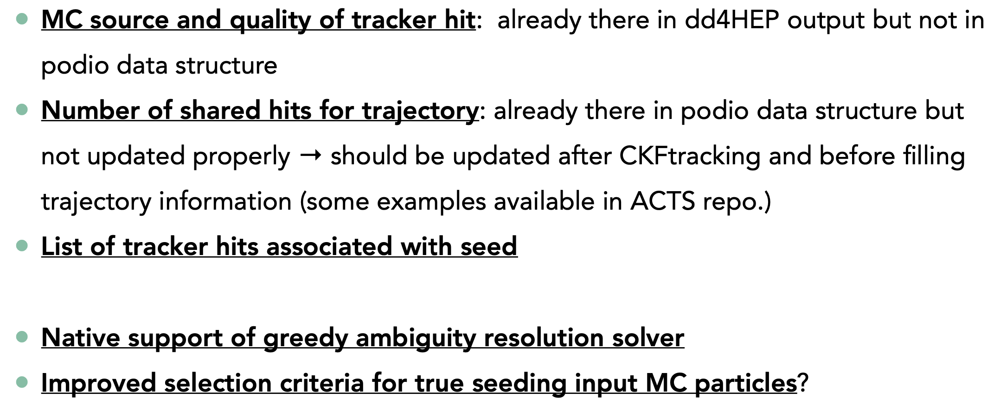 ● MC source and quality of tracker hit:  already there in dd4HEP output but not in
podio data structure
● Number of shared hits for trajectory: already there in podio data structure but
not updated properly → should be updated after CKFtracking and before filling
trajectory information (some examples available in ACTS repo.)
● List of tracker hits associated with seed
● Native support of greedy ambiguity resolution solver
● Improved selection criteria for true seeding input MC particles?